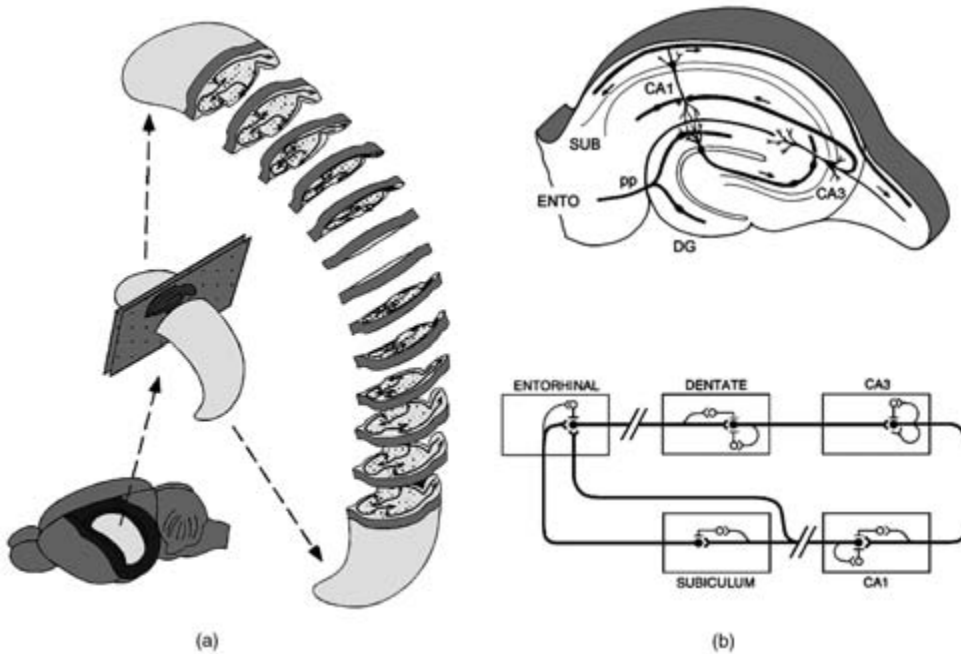 CA1
SUB
CA3
pp
ENTO
DG
ENTORHINAL
DENTATE
CA3
SUBICULUM
CA1
(a)
(b)